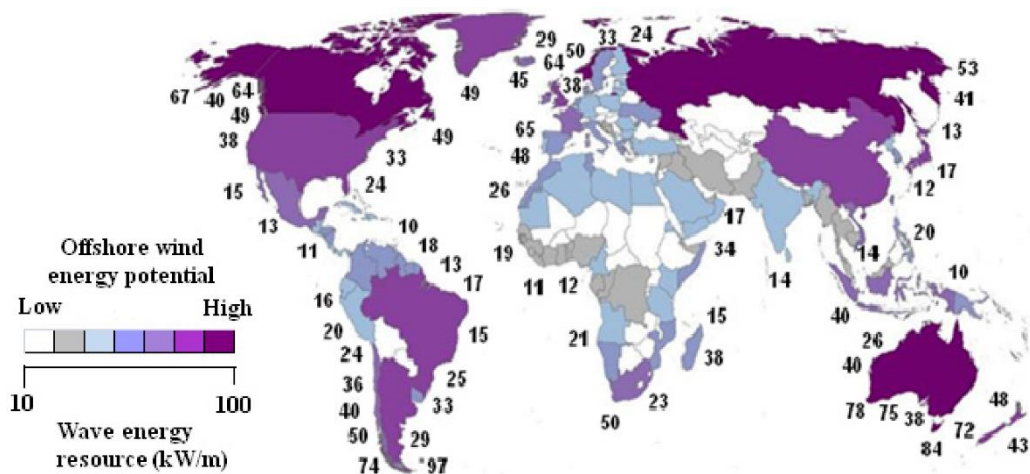 33 24
29 50
64
53
67 40 64 45 38
49 49 41
38 49 65 13
33 48 17
15 24 26 12
13 10 17 20
Offshore wind 11 18 19 34 14
energy potential 13 11 12 14 10
Low High 16 17
20 15 21 15 40
24 38 26
10 100 36 25 40
Wave energy 40 33 23 48
resource (kW/m) 50 29 50 78 75 38 72
74 *97 84 43